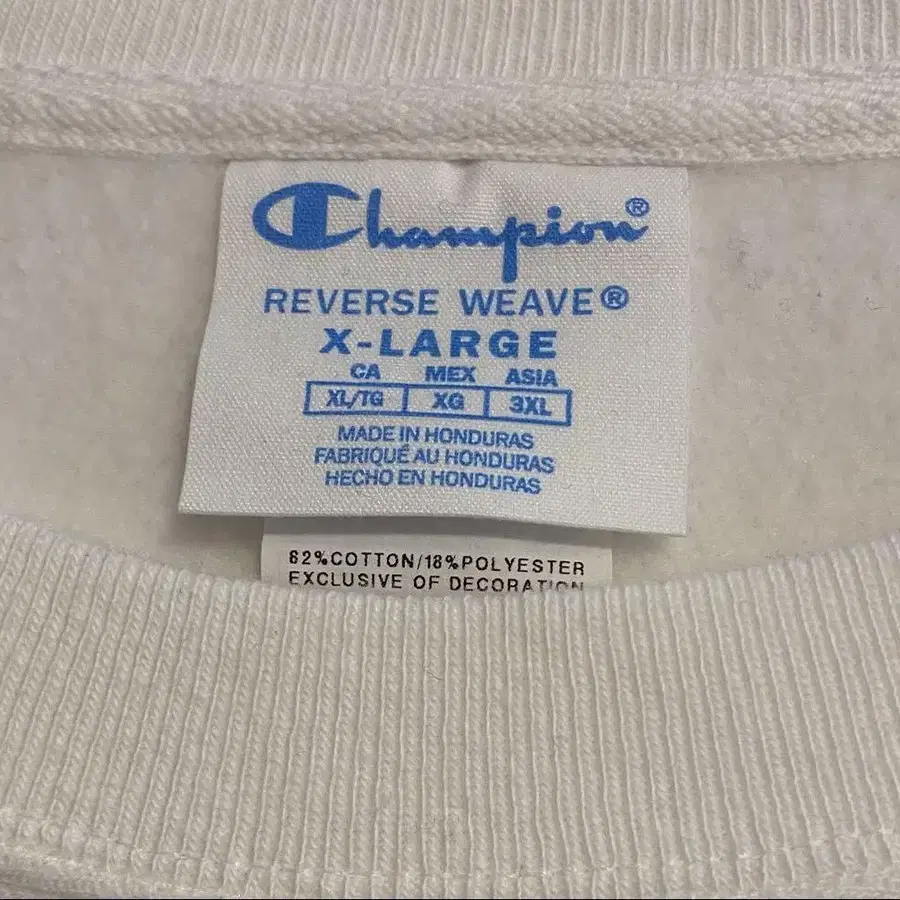 Champion®
REVERSE WEAVE®
X-LARGE
CA MEX ASIA
XL/TG XG 3XL
MADE IN HONDURAS
FABRIQUÉ AU HONDURAS
HECHO EN HONDURAS
82%COTTON/18%POLYESTER
EXCLUSIVE OF DECORATION